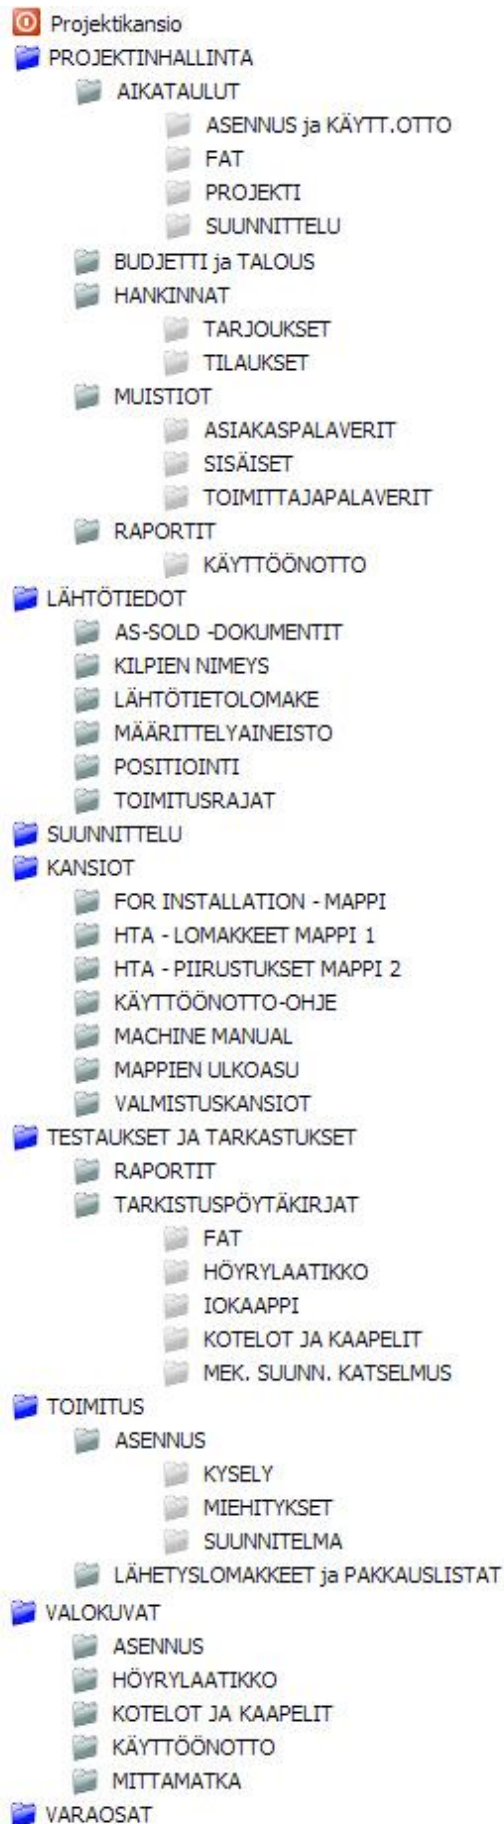 Projektikansio
PROJEKTINHALLINTA
AIKATAULUT
ASENNUS ja KÄYTT.OTTO
FAT
PROJEKTI
SUUNNITTELU
BUDJETTI ja TALOUS
HANKINNAT
TARJOUKSET
TILAUKSET
MUISTIOT
ASIAKASPALAVERIT
SISÄISET
TOIMITTAJAPALAVERIT
RAPORTIT
KÄYTTÖÖNOTTO
LÄHTÖTIEDOT
AS-SOLD -DOKUMENTIT
KILPIEN NIMEYS
LÄHTÖTIETOLOMAKE
MÄÄRITTELYAINEISTO
POSITIOINTI
TOIMITUSRAJAT
SUUNNITTELU
KANSIOT
FOR INSTALLATION - MAPPI
HTA - LOMAKKEET MAPPI 1
HTA - PIIRUSTUKSET MAPPI 2
KÄYTTÖÖNOTTO-OHJE
MACHINE MANUAL
MAPPIEN ULKOASU
VALMISTUSKANSIOT
TESTAUKSET JA TARKASTUKSET
RAPORTIT
TARKISTUSPÖYTÄKIRJAT
FAT
HÖYRYLAATIKKO
IOKAAPPI
KOTELOT JA KAAPELIT
MEK. SUUNN. KATSELMUS
TOIMITUS
ASENNUS
KYSELY
MIEHITYKSET
SUUNNITELMA
LÄHETYSLOMAKKEET ja PAKKAUSLISTAT
VALOKUVAT
ASENNUS
HÖYRYLAATIKKO
KOTELOT JA KAAPELIT
KÄYTTÖÖNOTTO
MITTAMATKA
VARAOSAT